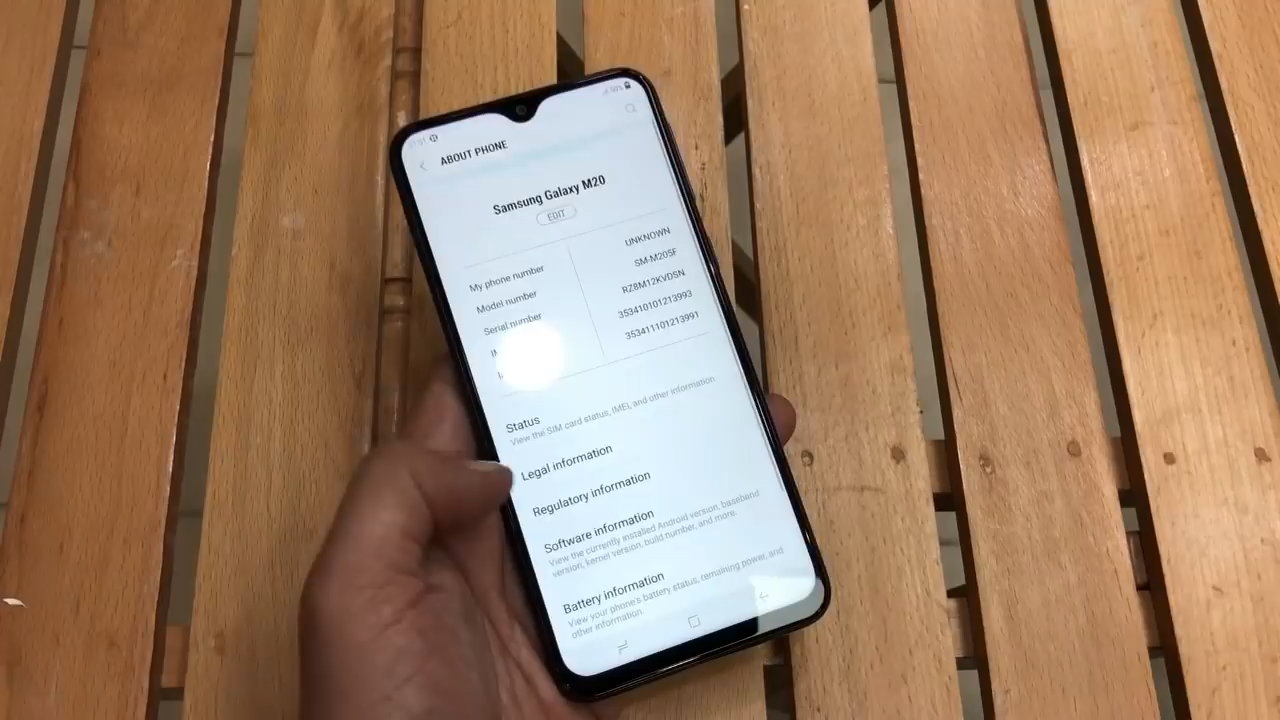 50%
ABOUT PHONE
Samsung Galaxy M20
EDIT
My phone number UNKNOWN
Model number SM-M205F
Serial number RZ8M12KVDSN
353410101213993
353411101213991
Status
View the SIM card status, IMEI, and other information.
Legal information
Regulatory information
Software information
View the currently installed Android version, baseband
version, kernel version, build number, and more.
Battery information
View your phone's battery status, remaining power, and
other information.